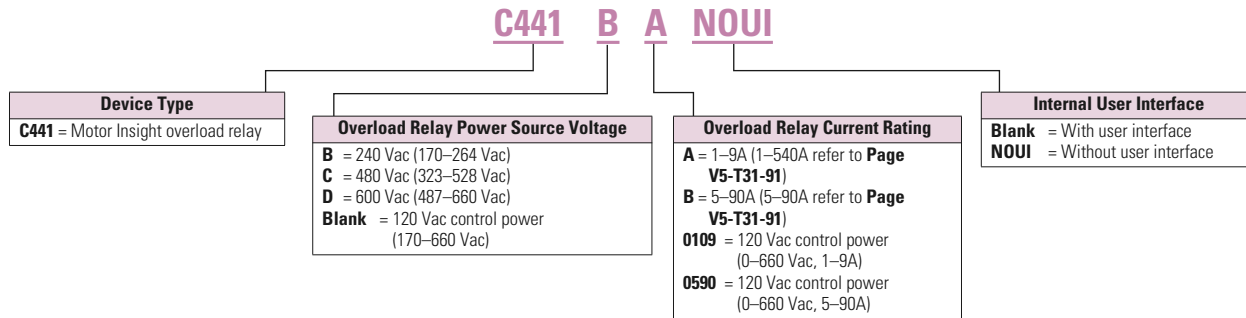 C441 B A NOUI
Device Type
C441 = Motor Insight overload relay
Overload Relay Power Source Voltage
B = 240 Vac (170–264 Vac)
C = 480 Vac (323–528 Vac)
D = 600 Vac (487–660 Vac)
Blank = 120 Vac control power
(170–660 Vac)
Overload Relay Current Rating
A = 1–9A (1–540A refer to Page
V5-T31-91)
B = 5–90A (5–90A refer to Page
V5-T31-91)
0109 = 120 Vac control power
(0–660 Vac, 1–9A)
0590 = 120 Vac control power
(0–660 Vac, 5–90A)
Internal User Interface
Blank = With user interface
NOUI = Without user interface